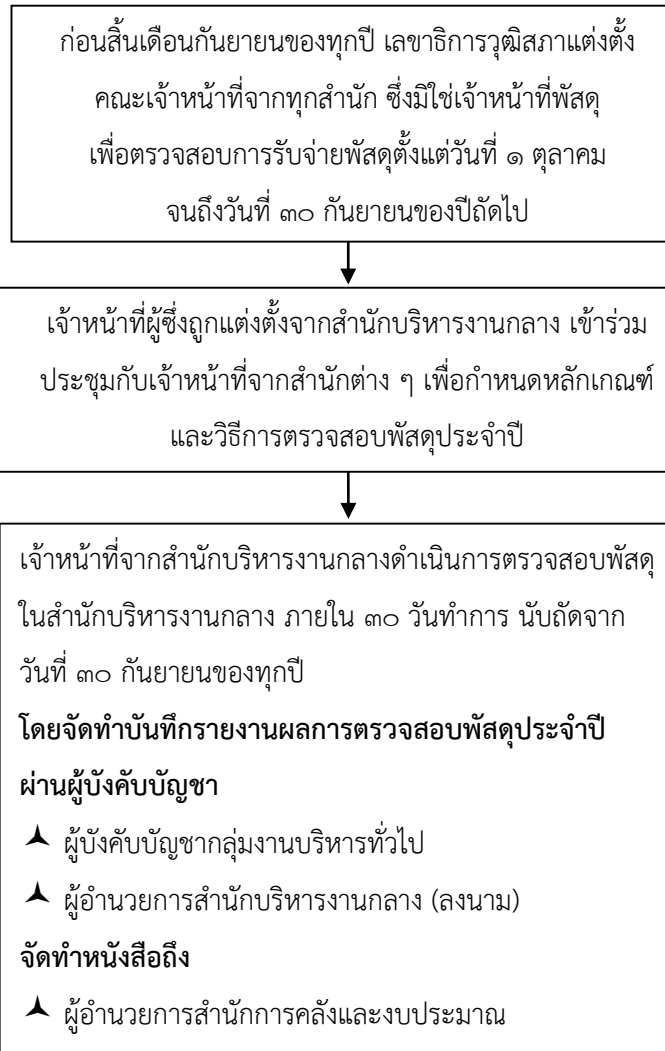 ก่อนสิ้นเดือนกันยายนของทุกปี เลขาธิการวุฒิสภาแต่งตั้ง
คณะเจ้าหน้าที่จากทุกสำนัก ซึ่งมิใช่เจ้าหน้าที่พัสดุ
เพื่อตรวจสอบการรับจ่ายพัสดุตั้งแต่วันที่ ๑ ตุลาคม
จนถึงวันที่ ๓๐ กันยายนของปีถัดไป
เจ้าหน้าที่ผู้ซึ่งถูกแต่งตั้งจากสำนักบริหารงานกลาง เข้าร่วม
ประชุมกับเจ้าหน้าที่จากสำนักต่าง ๆ เพื่อกำหนดหลักเกณฑ์
และวิธีการตรวจสอบพัสดุประจำปี
เจ้าหน้าที่จากสำนักบริหารงานกลางดำเนินการตรวจสอบพัสดุ
ในสำนักบริหารงานกลาง ภายใน ๓๐ วันทำการ นับถัดจาก
วันที่ ๓๐ กันยายนของทุกปี
โดยจัดทำบันทึกรายงานผลการตรวจสอบพัสดุประจำปี
ผ่านผู้บังคับบัญชา
ผู้บังคับบัญชากลุ่มงานบริหารทั่วไป
ผู้อำนวยการสำนักบริหารงานกลาง (ลงนาม)
จัดทำหนังสือถึง
ผู้อำนวยการสำนักการคลังและงบประมาณ